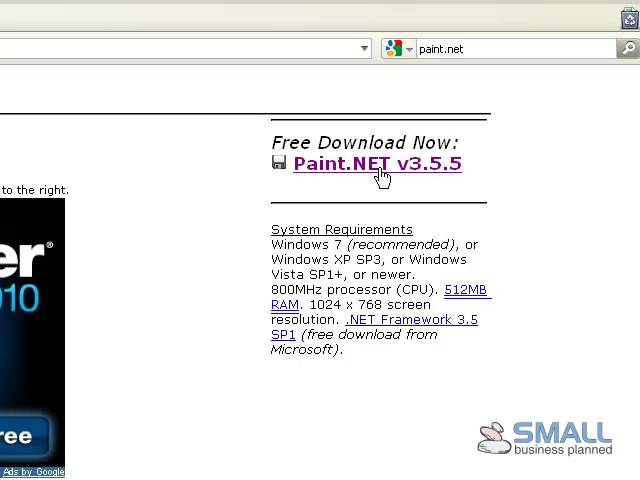 paint.net
Free Download Now:
Paint.NET v3.5.5
to the right.
er®
010
ree
Ads by Google
System Requirements
Windows 7 (recommended), or
Windows XP SP3, or Windows
Vista SP1+, or newer.
800MHz processor (CPU). 512MB
RAM. 1024 x 768 screen
resolution. .NET Framework 3.5
SP1 (free download from
Microsoft).
SMALL
business planned